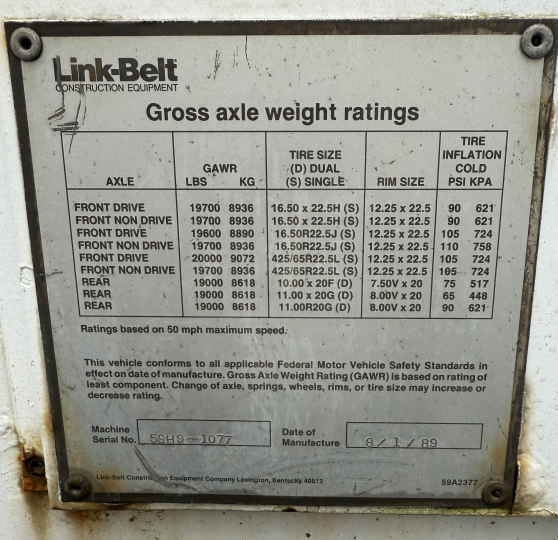 Link-Belt
CONSTRUCTION EQUIPMENT
Gross axle weight ratings
AXLE GAWR LBS KG TIRE SIZE (D) DUAL (S) SINGLE RIM SIZE TIRE INFLATION COLD PSI KPA
FRONT DRIVE 19700 8936 16.50 x 22.5H (S) 12.25 x 22.5 90 621
FRONT NON DRIVE 19700 8936 16.50 x 22.5H (S) 12.25 x 22.5 90 621
FRONT DRIVE 19600 8890 16.50R22.5J (S) 12.25 x 22.5 105 724
FRONT NON DRIVE 19700 8936 16.50R22.5J (S) 12.25 x 22.5 110 758
FRONT DRIVE 20000 9072 425/65R22.5L (S) 12.25 x 22.5 105 724
FRONT NON DRIVE 19700 8936 425/65R22.5L (S) 12.25 x 22.5 105 724
REAR 19000 8618 10.00 x 20F (D) 7.50V x 20 75 517
REAR 19000 8618 11.00 x 20G (D) 8.00V x 20 65 448
REAR 19000 8618 11.00R20G (D) 8.00V x 20 90 621
Ratings based on 50 mph maximum speed.
This vehicle conforms to all applicable Federal Motor Vehicle Safety Standards in
effect on date of manufacture. Gross Axle Weight Rating (GAWR) is based on rating of
least component. Change of axle, springs, wheels, rims, or tire size may increase or
decrease rating.
Machine
Serial No. 59H9-1077
Date of
Manufacture 8/1/89
Link-Belt Construction Equipment Company Lexington, Kentucky 40512
59A2377